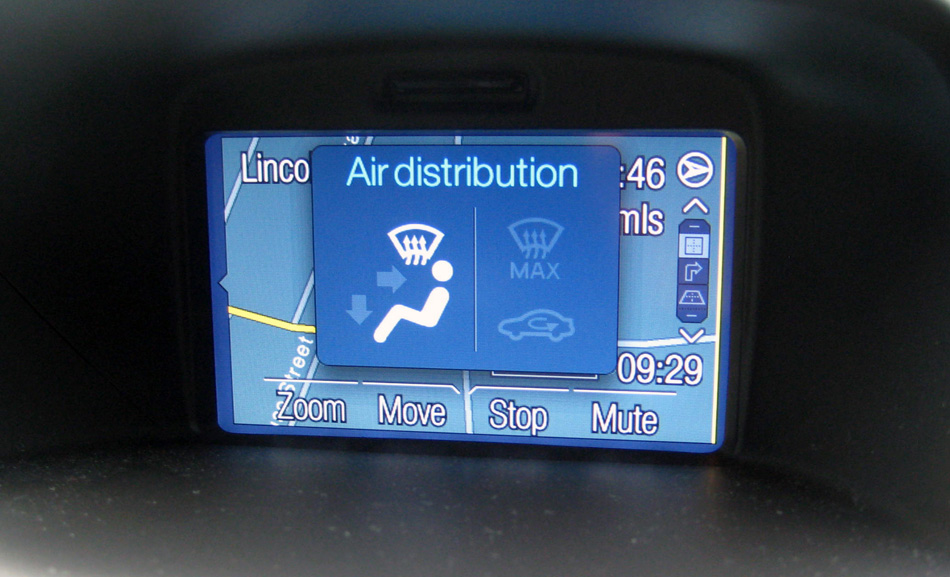 Linco
Air distribution
:46
mls
MAX
Street
09:29
Zoom Move Stop Mute